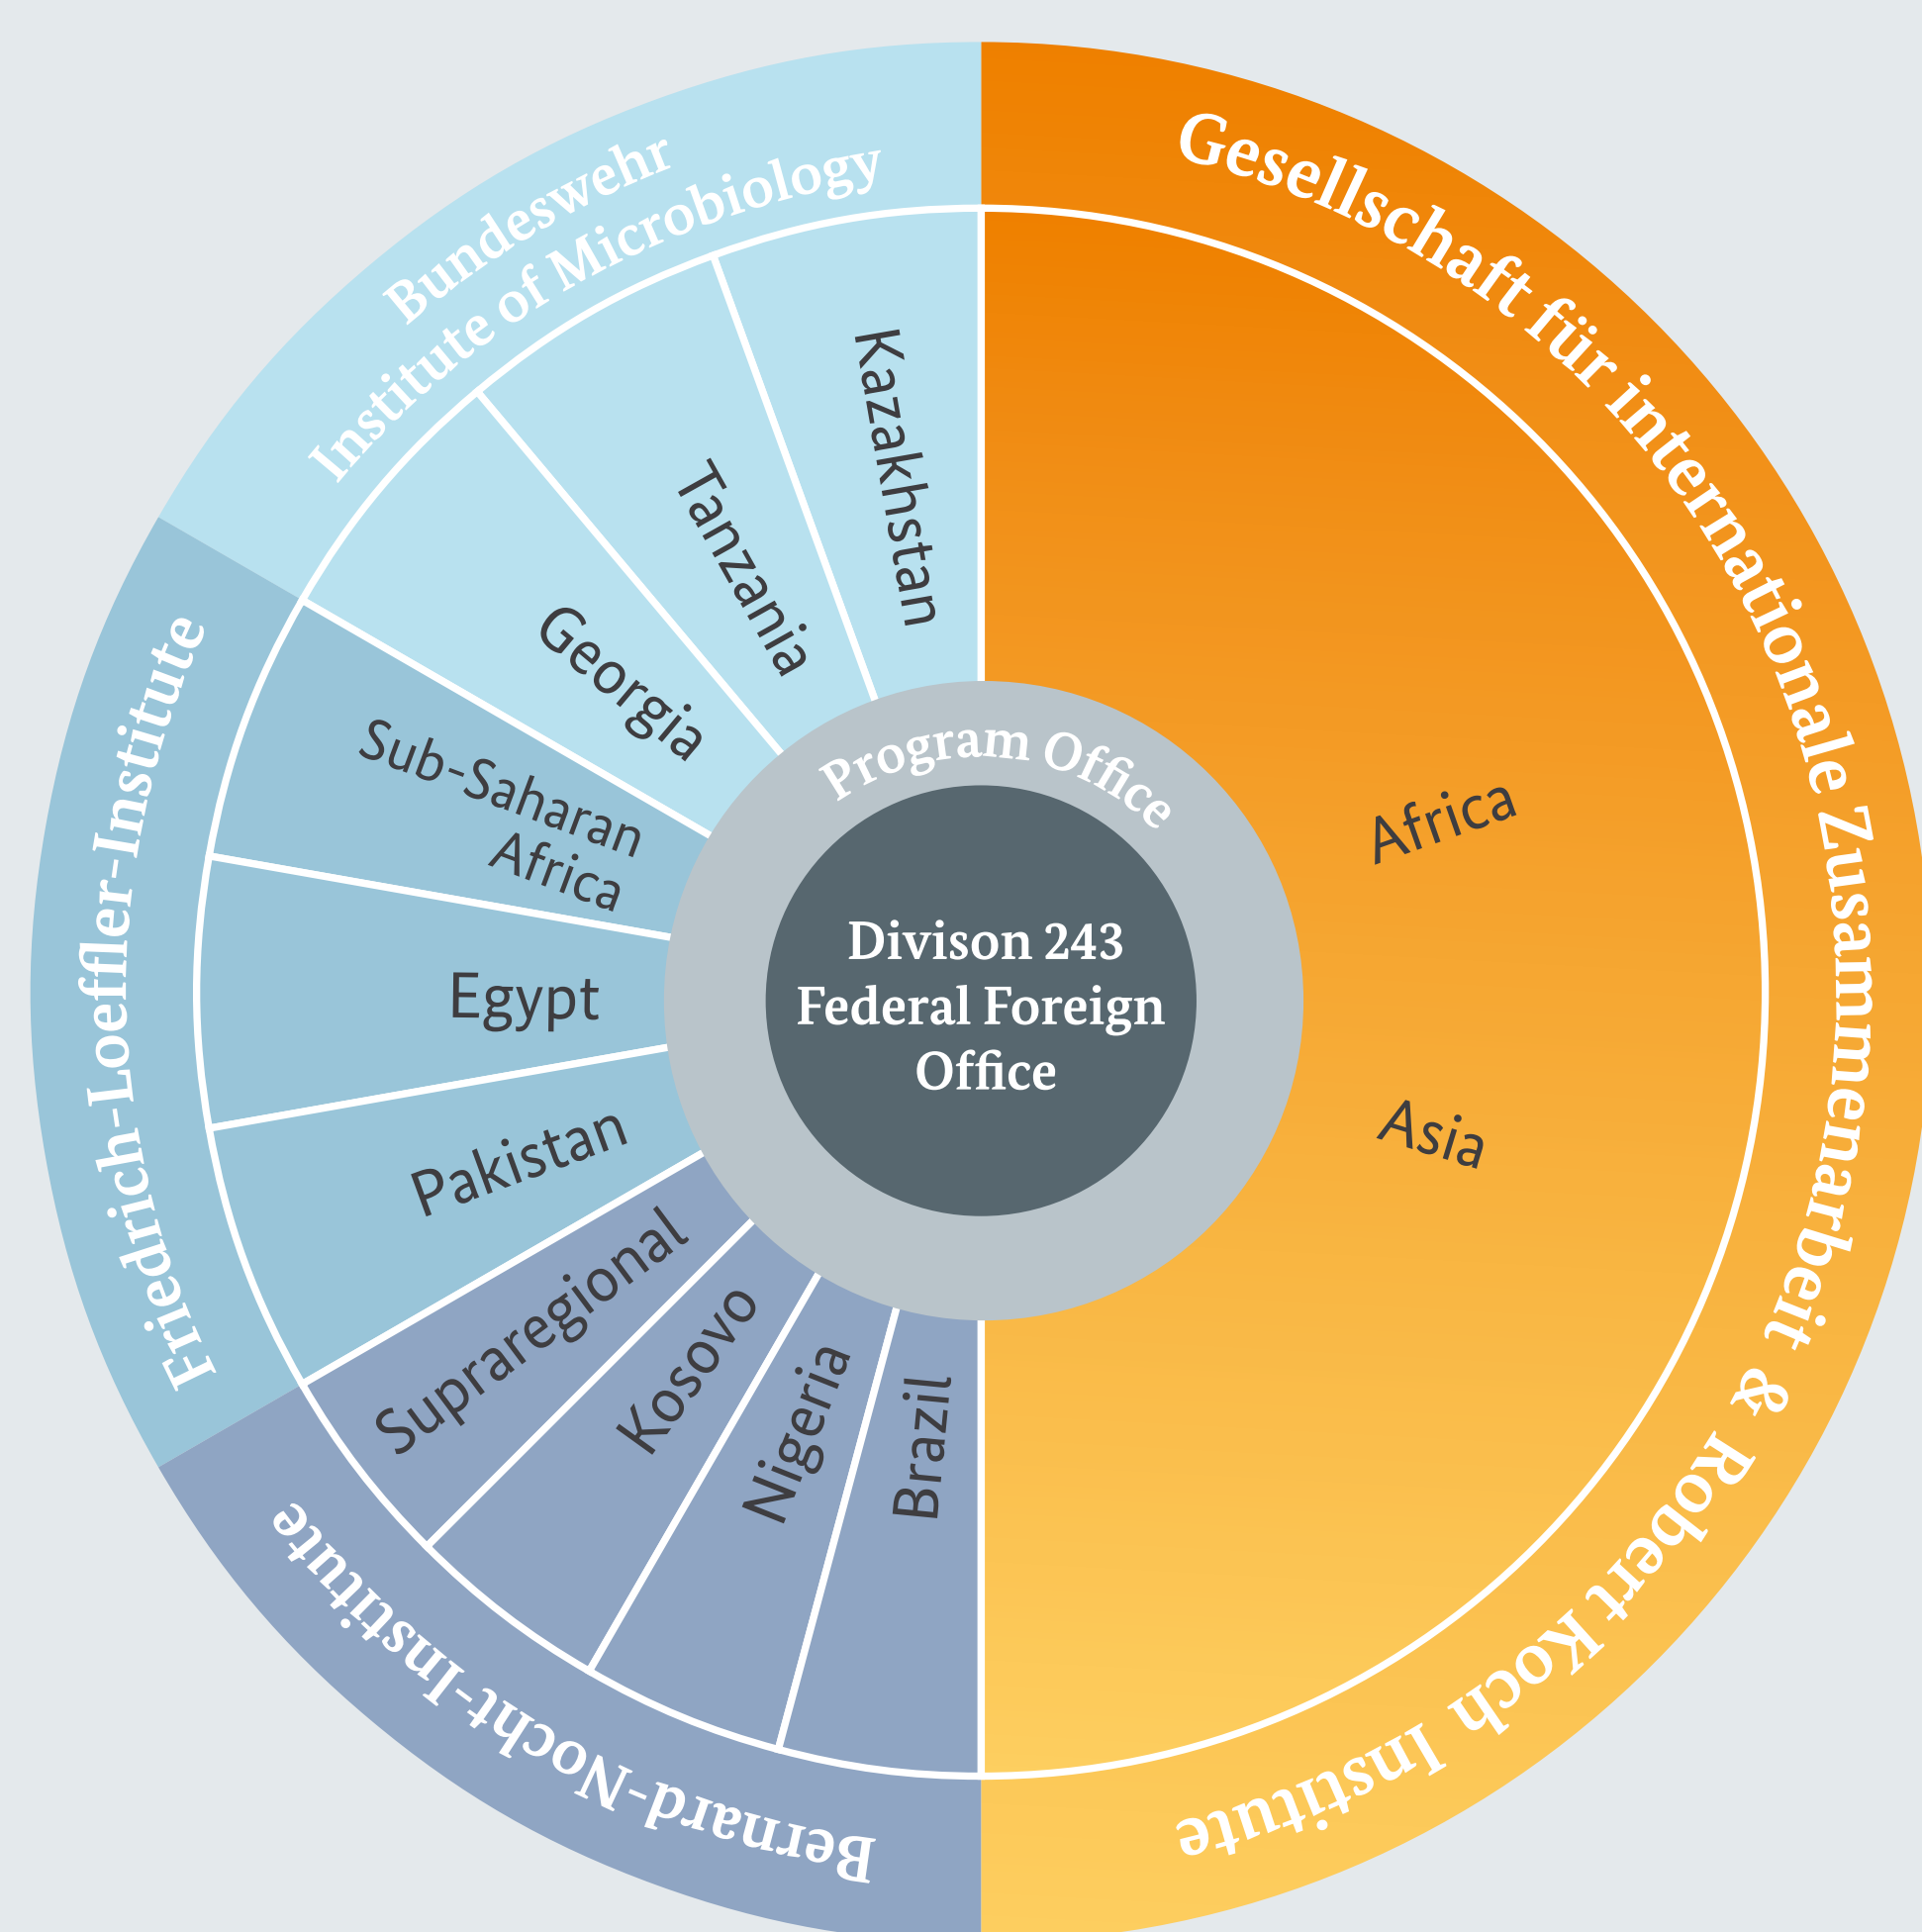 Bundeswehr
Institute of Microbiology
Gesellschaft für internationale Zusammenarbeit & Robert Koch Institute
Friedrich-Loeffler-Institute
Bernard-Nocht-Institute
Kazakhstan
Tanzania
Georgia
Sub-Saharan
Africa
Egypt
Pakistan
Supraregional
Kosovo
Nigeria
Brazil
Africa
Asia
Program Office
Divison 243
Federal Foreign
Office